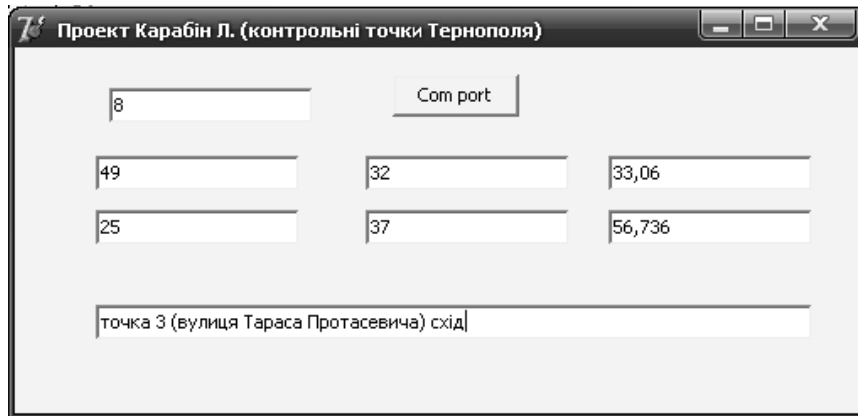 Проект Карабін Л. (контрольні точки Тернополя)
8
Com port
49 32 33,06
25 37 56,736
точка 3 (вулиця Тараса Протасевича) схід